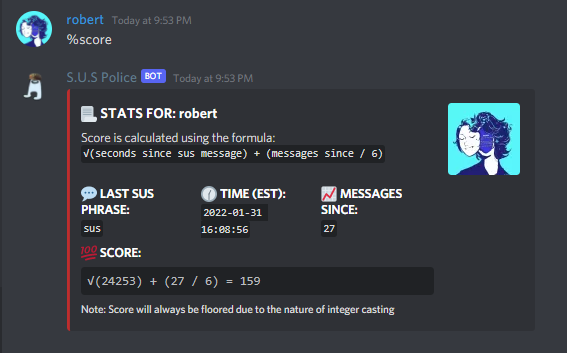 robert Today at 9:53 PM
%score
S.U.S Police BOT Today at 9:53 PM
📃 STATS FOR: robert
Score is calculated using the formula:
√(seconds since sus message) + (messages since / 6)
💬 LAST SUS PHRASE:
sus
🕜 TIME (EST):
2022-01-31
16:08:56
📈 MESSAGES SINCE:
27
💯 SCORE:
√(24253) + (27 / 6) = 159
Note: Score will always be floored due to the nature of integer casting